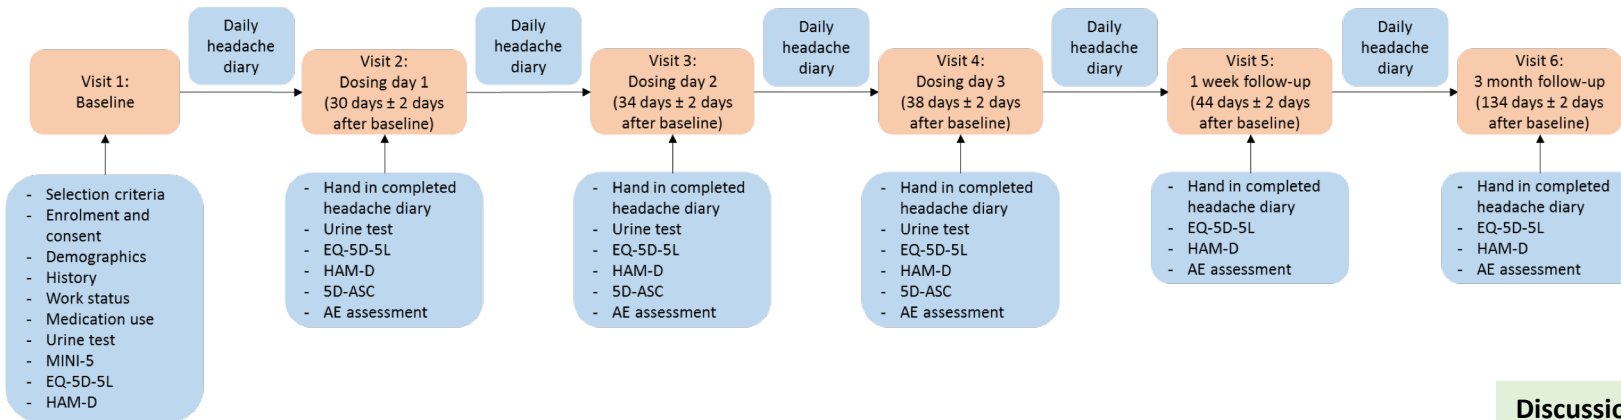 Daily
headache
diary
Daily
headache
diary
Daily
headache
diary
Daily
headache
diary
Daily
headache
diary
Visit 1:
Baseline
Visit 2:
Dosing day 1
(30 days ± 2 days
after baseline)
Visit 3:
Dosing day 2
(34 days ± 2 days
after baseline)
Visit 4:
Dosing day 3
(38 days ± 2 days
after baseline)
Visit 5:
1 week follow-up
(44 days ± 2 days
after baseline)
Visit 6:
3 month follow-up
(134 days ± 2 days
after baseline)
- Selection criteria
- Enrolment and
consent
- Demographics
- History
- Work status
- Medication use
- Urine test
- MINI-5
- EQ-5D-5L
- HAM-D
- Hand in completed
headache diary
- Urine test
- EQ-5D-5L
- HAM-D
- 5D-ASC
- AE assessment
- Hand in completed
headache diary
- Urine test
- EQ-5D-5L
- HAM-D
- 5D-ASC
- AE assessment
- Hand in completed
headache diary
- Urine test
- EQ-5D-5L
- HAM-D
- 5D-ASC
- AE assessment
- Hand in completed
headache diary
- EQ-5D-5L
- HAM-D
- AE assessment
- Hand in completed
headache diary
- EQ-5D-5L
- HAM-D
- AE assessment
Discussio